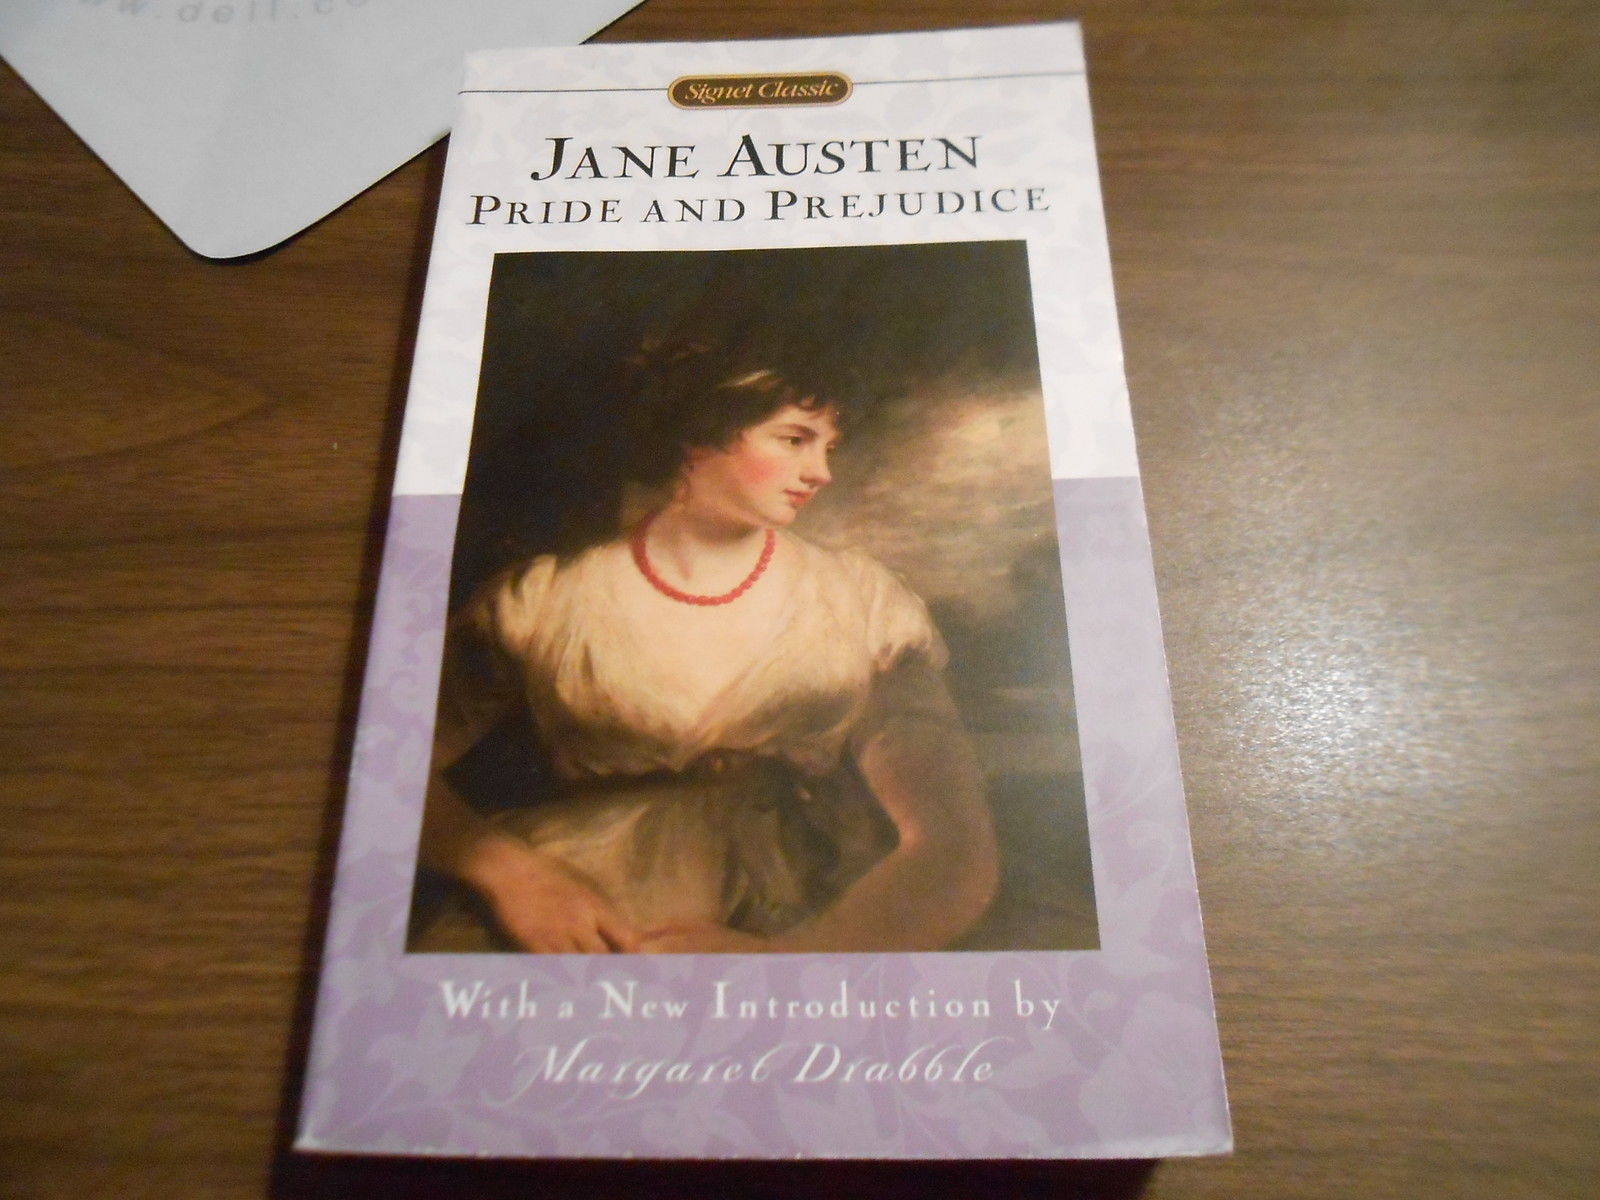 Signet Classic
JANE AUSTEN
PRIDE AND PREJUDICE
With a New Introduction by
Margaret Drabble